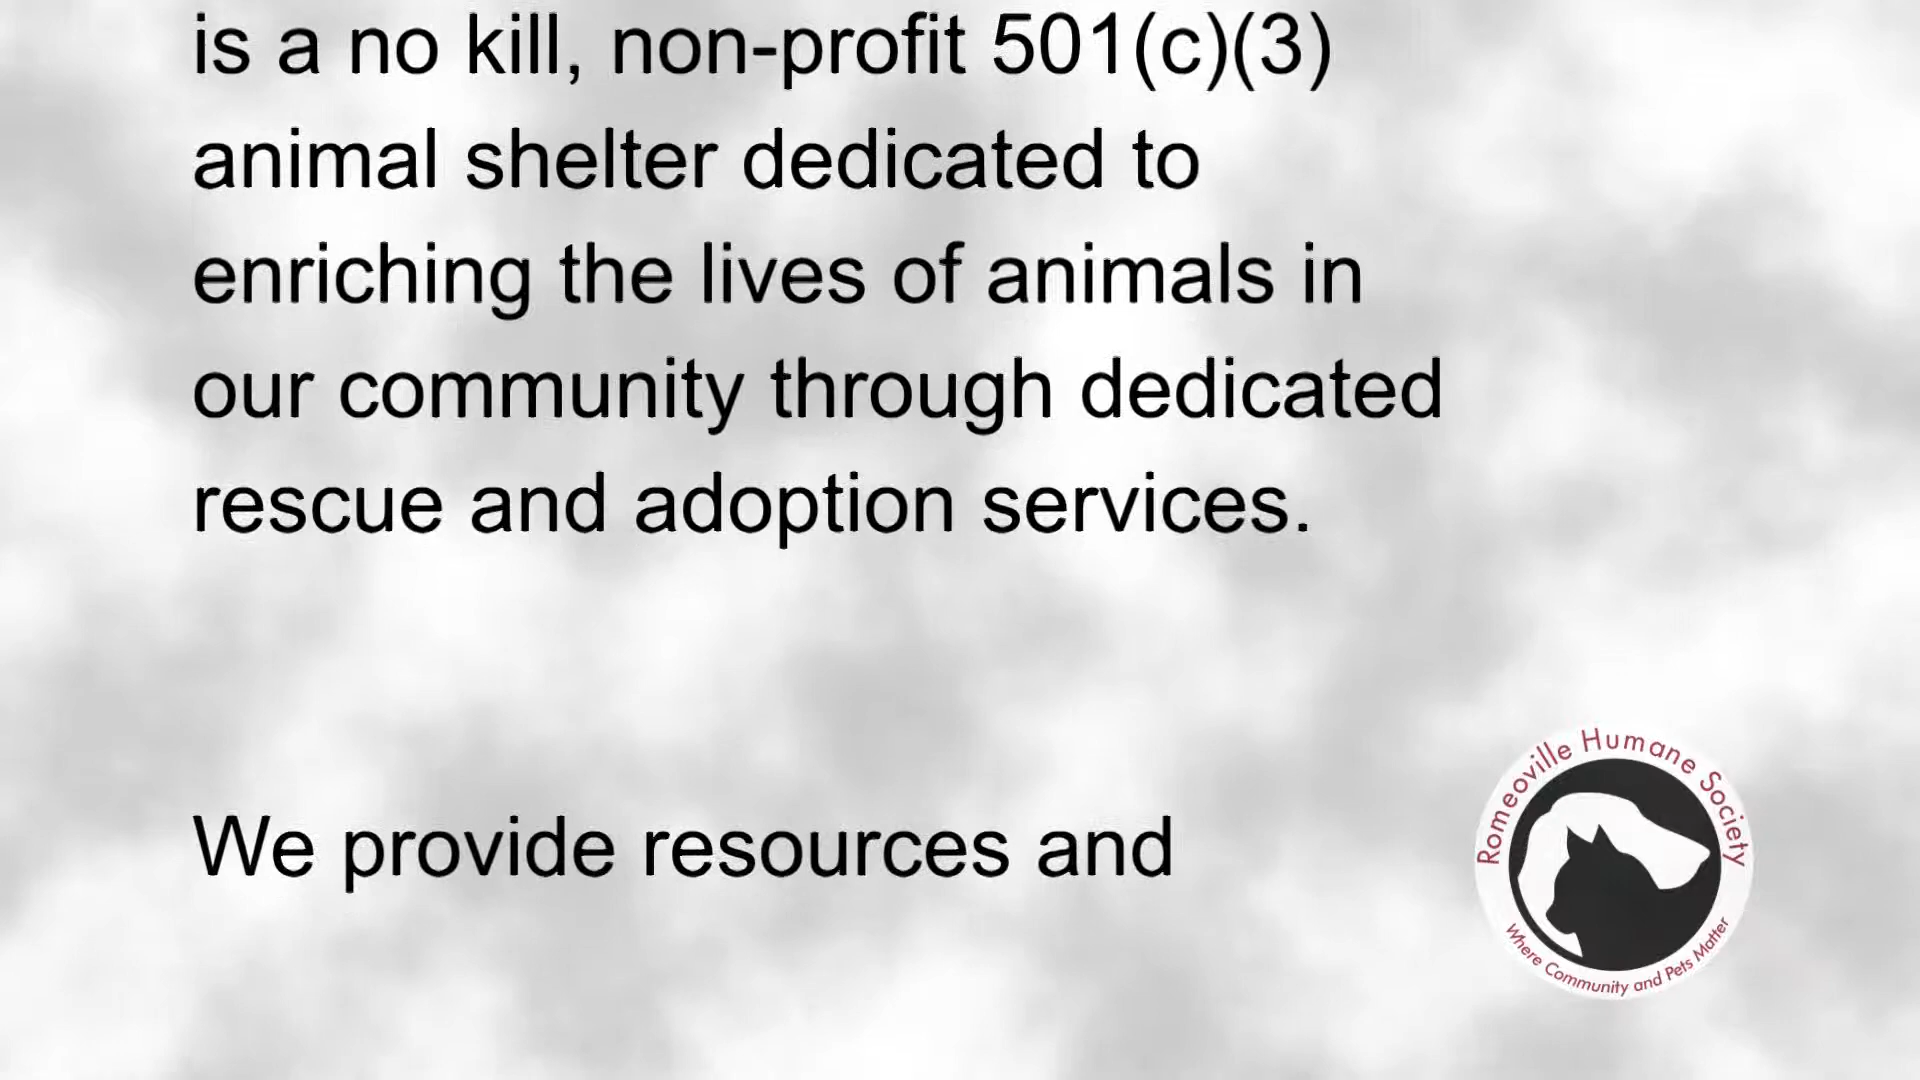 is a no kill, non-profit 501(c)(3)
animal shelter dedicated to
enriching the lives of animals in
our community through dedicated
rescue and adoption services.
We provide resources and
Romeoville Humane Society
Where Community and Pets Matter